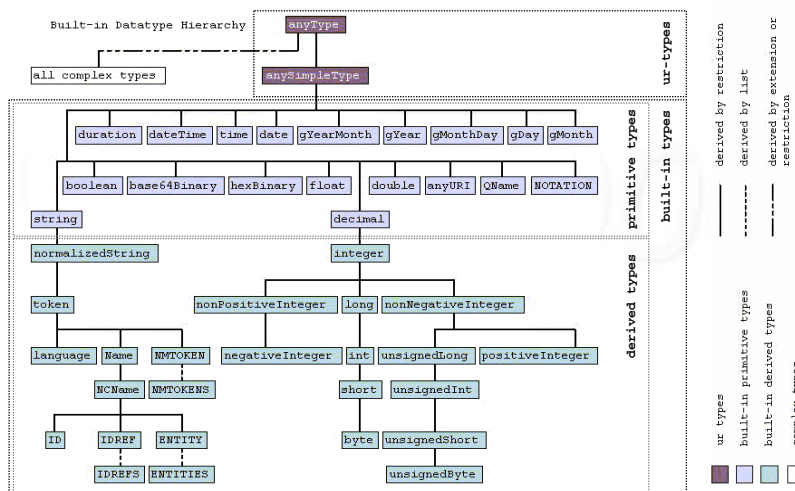 Built-in Datatype Hierarchy
anyType
all complex types
anySimpleType
ur-types
duration
dateTime
time
date
gYearMonth
gYear
gMonthDay
gDay
gMonth
boolean
base64Binary
hexBinary
float
double
anyURI
QName
NOTATION
string
decimal
primitive types
built-in types
normalizedString
integer
token
nonPositiveInteger
long
nonNegativeInteger
language
Name
NMTOKEN
negativeInteger
int
unsignedLong
positiveInteger
NCName
NMTOKENS
short
unsignedInt
ID
IDREF
ENTITY
byte
unsignedShort
IDREFS
ENTITIES
unsignedByte
derived types
derived by restriction
derived by list
derived by extension or
restriction
ur types
built-in primitive types
built-in derived types